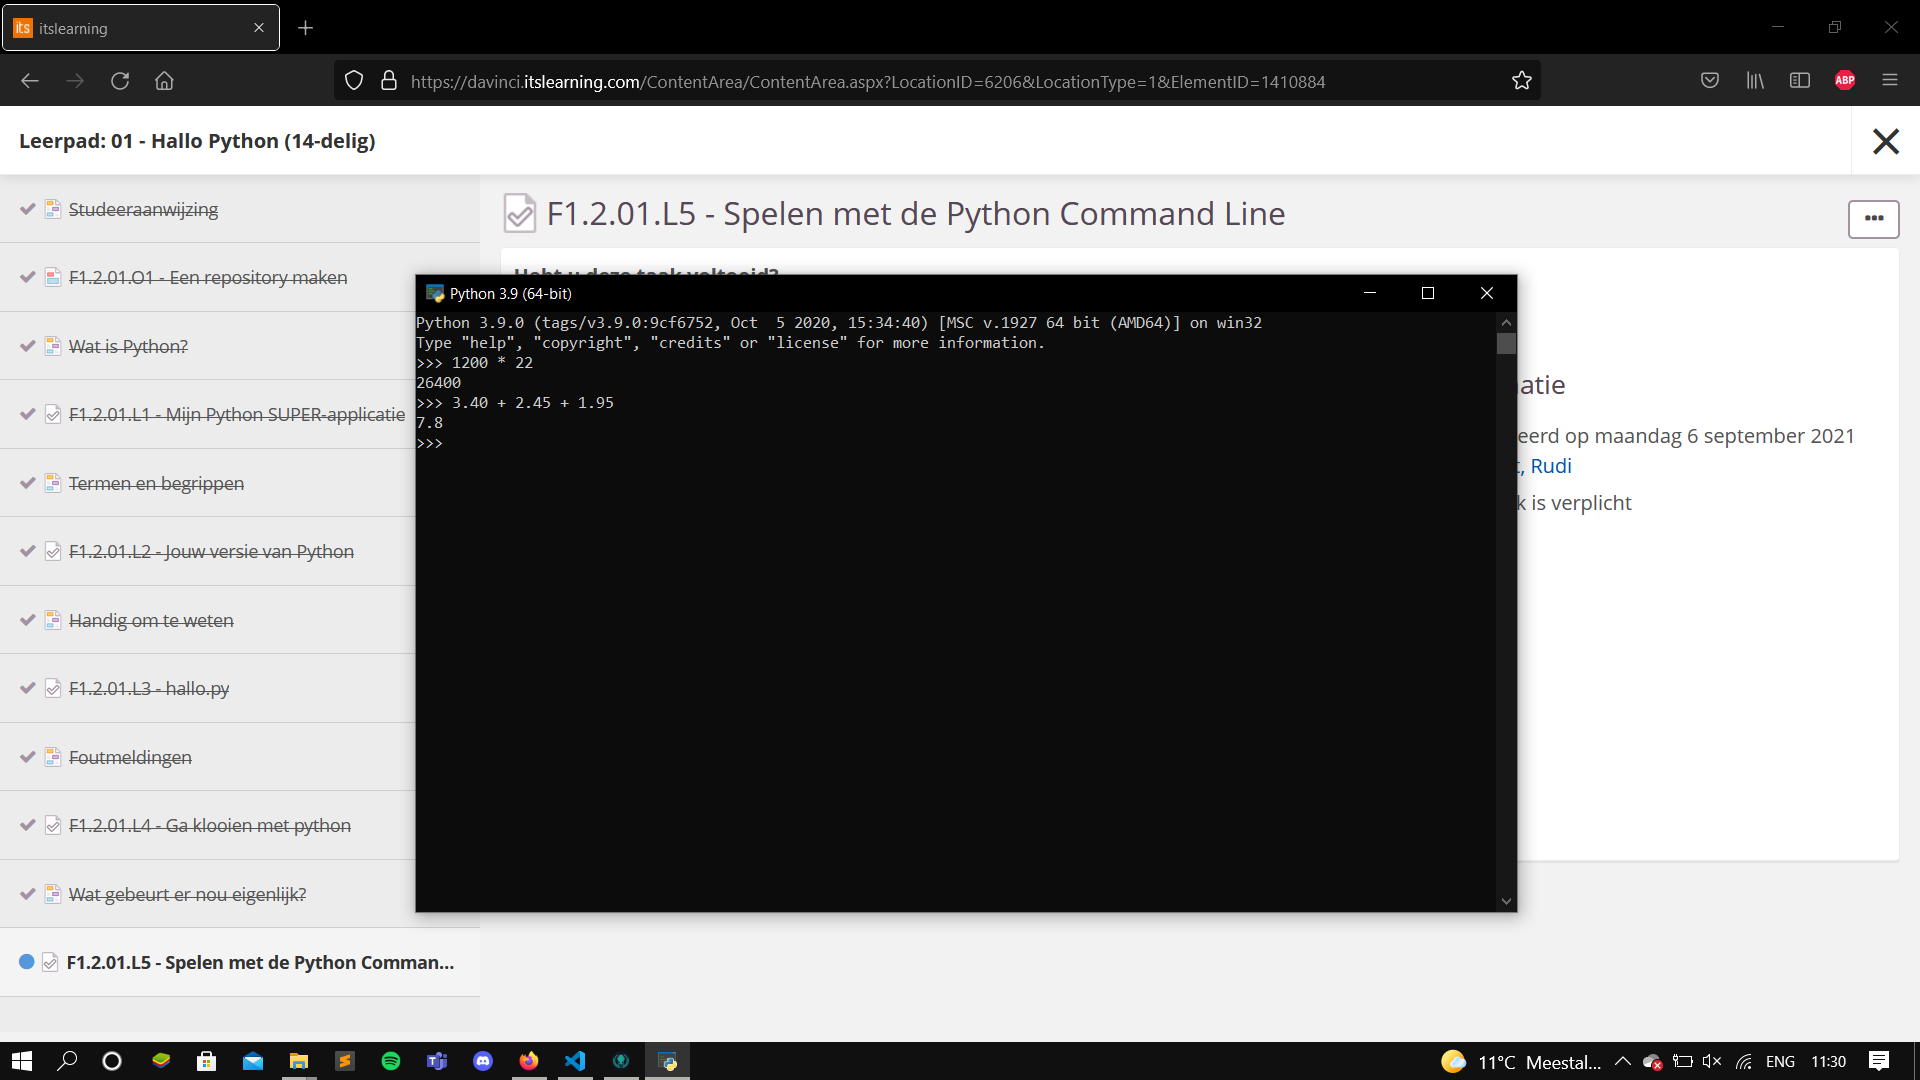 itslearning
https://davinci.itslearning.com/ContentArea/ContentArea.aspx?LocationID=6206&LocationType=1&ElementID=1410884
ABP
Leerpad: 01 - Hallo Python (14-delig)
Studeeraanwijzing
F1.2.01.O1 - Een repository maken
Wat is Python?
F1.2.01.L1 - Mijn Python SUPER-applicatie
Termen en begrippen
F1.2.01.L2 - Jouw versie van Python
Handig om te weten
F1.2.01.L3 - hallo.py
Foutmeldingen
F1.2.01.L4 - Ga klooien met python
Wat gebeurt er nou eigenlijk?
F1.2.01.L5 - Spelen met de Python Comman...
F1.2.01.L5 - Spelen met de Python Command Line
Hebt u deze taak voltooid?
Python 3.9 (64-bit)
Python 3.9.0 (tags/v3.9.0:9cf6752, Oct  5 2020, 15:34:40) [MSC v.1927 64 bit (AMD64)] on win32
Type "help", "copyright", "credits" or "license" for more information.
>>> 1200 * 22
26400
>>> 3.40 + 2.45 + 1.95
7.8
>>>
atie
eerd op maandag 6 september 2021
t, Rudi
k is verplicht
11°C Meestal...
ENG
11:30